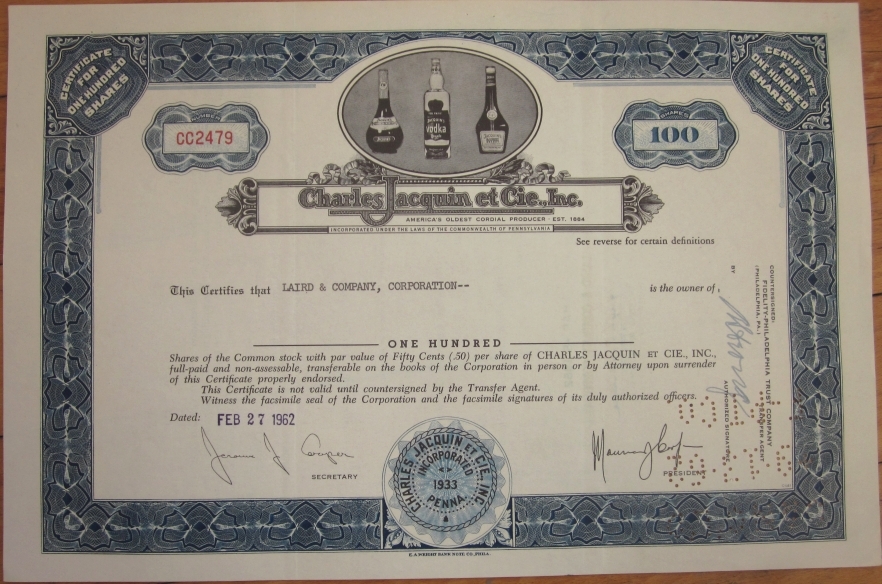 CERTIFICATE
FOR
ONE HUNDRED
SHARES
CERTIFICATE
FOR
ONE HUNDRED
SHARES
NUMBER
CC2479
SHARES
100
vodka
Charles Jacquin et Cie., Inc.
AMERICA'S OLDEST CORDIAL PRODUCER · EST. 1884
INCORPORATED UNDER THE LAWS OF THE COMMONWEALTH OF PENNSYLVANIA
See reverse for certain definitions
This Certifies that LAIRD & COMPANY, CORPORATION--
is the owner of,
ONE HUNDRED
Shares of the Common stock with par value of Fifty Cents (.50) per share of CHARLES JACQUIN ET CIE., INC.,
full-paid and non-assessable, transferable on the books of the Corporation in person or by Attorney upon surrender
of this Certificate properly endorsed.
This Certificate is not valid until countersigned by the Transfer Agent.
Witness the facsimile seal of the Corporation and the facsimile signatures of its duly authorized officers.
Dated: FEB 27 1962
SECRETARY
PRESIDENT
CHARLES JACQUIN ET CIE., INC.
INCORPORATED
1933
PENNA.
COUNTERSIGNED:
FIDELITY-PHILADELPHIA TRUST COMPANY
(PHILADELPHIA, PA.)
TRANSFER AGENT
BY
AUTHORIZED SIGNATURE
E.A.WRIGHT BANK NOTE CO., PHILA.